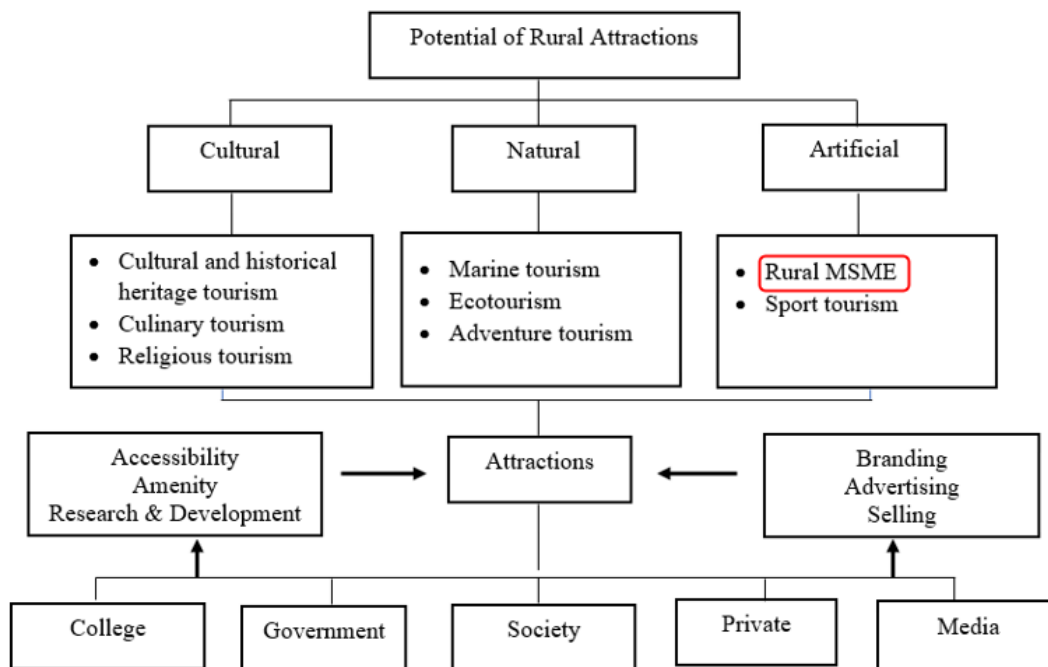 Potential of Rural Attractions
Cultural
Natural
Artificial
• Cultural and historical
heritage tourism
• Culinary tourism
• Religious tourism
• Marine tourism
• Ecotourism
• Adventure tourism
• Rural MSME
• Sport tourism
Accessibility
Amenity
Research & Development
Attractions
Branding
Advertising
Selling
College
Government
Society
Private
Media